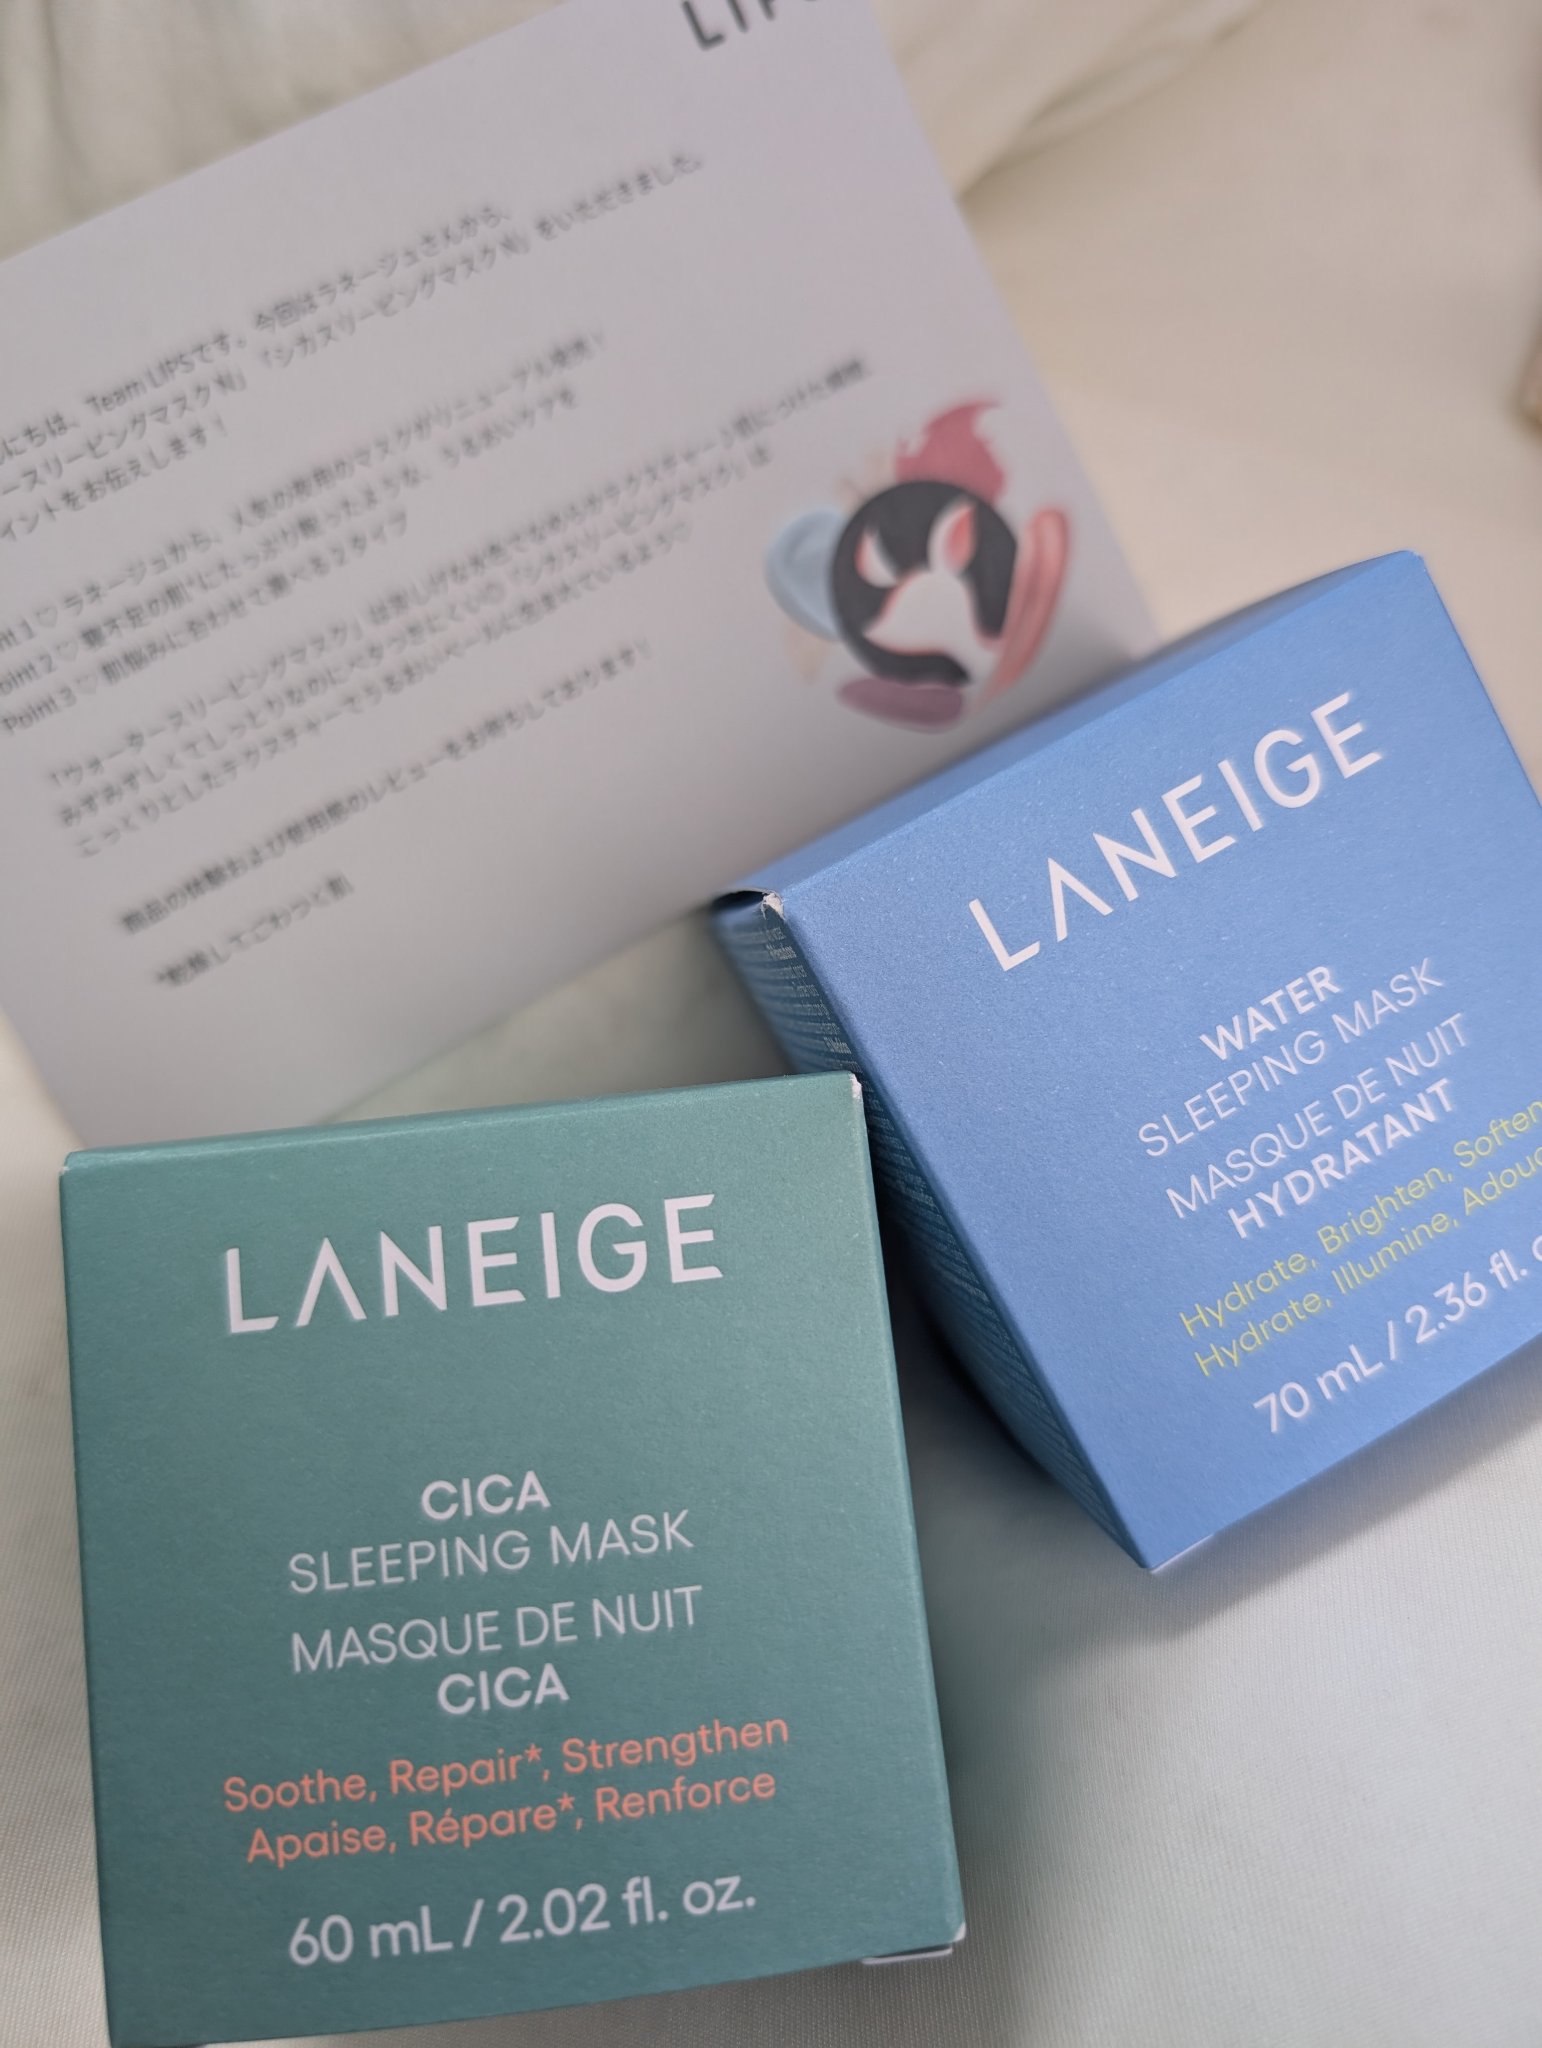 LIPS
にちは、Team LIPSです。今回はラネージュさんから、
ースリーピングマスクN」「シカスリーピングマスクN」をいただきました。
イントをお伝えします！
Point 1 ♡ ラネージュから、人気の夜用のマスクがリニューアル発売！
Point 2 ♡ 寝不足の肌*にたっぷり眠ったような、うるおいケアを
Point 3 ♡ 肌悩みに合わせて選べる2タイプ
「ウォータースリーピングマスク」は涼しげな水色でなめらかテクスチャー♪肌につけた瞬間、
みずみずしくてしっとりなのにベタつきにくい◎「シカスリーピングマスク」は
こっくりとしたテクスチャーでうるおいベールに包まれているよう♡
商品の体験および使用感のレビューをお待ちしております！
*乾燥してごわつく肌
LANEIGE
WATER
SLEEPING MASK
MASQUE DE NUIT
HYDRATANT
Hydrate, Brighten, Soften
Hydrate, Illumine, Adouc
70 mL / 2.36 fl. o
LANEIGE
CICA
SLEEPING MASK
MASQUE DE NUIT
CICA
Soothe, Repair*, Strengthen
Apaise, Répare*, Renforce
60 mL / 2.02 fl. oz.